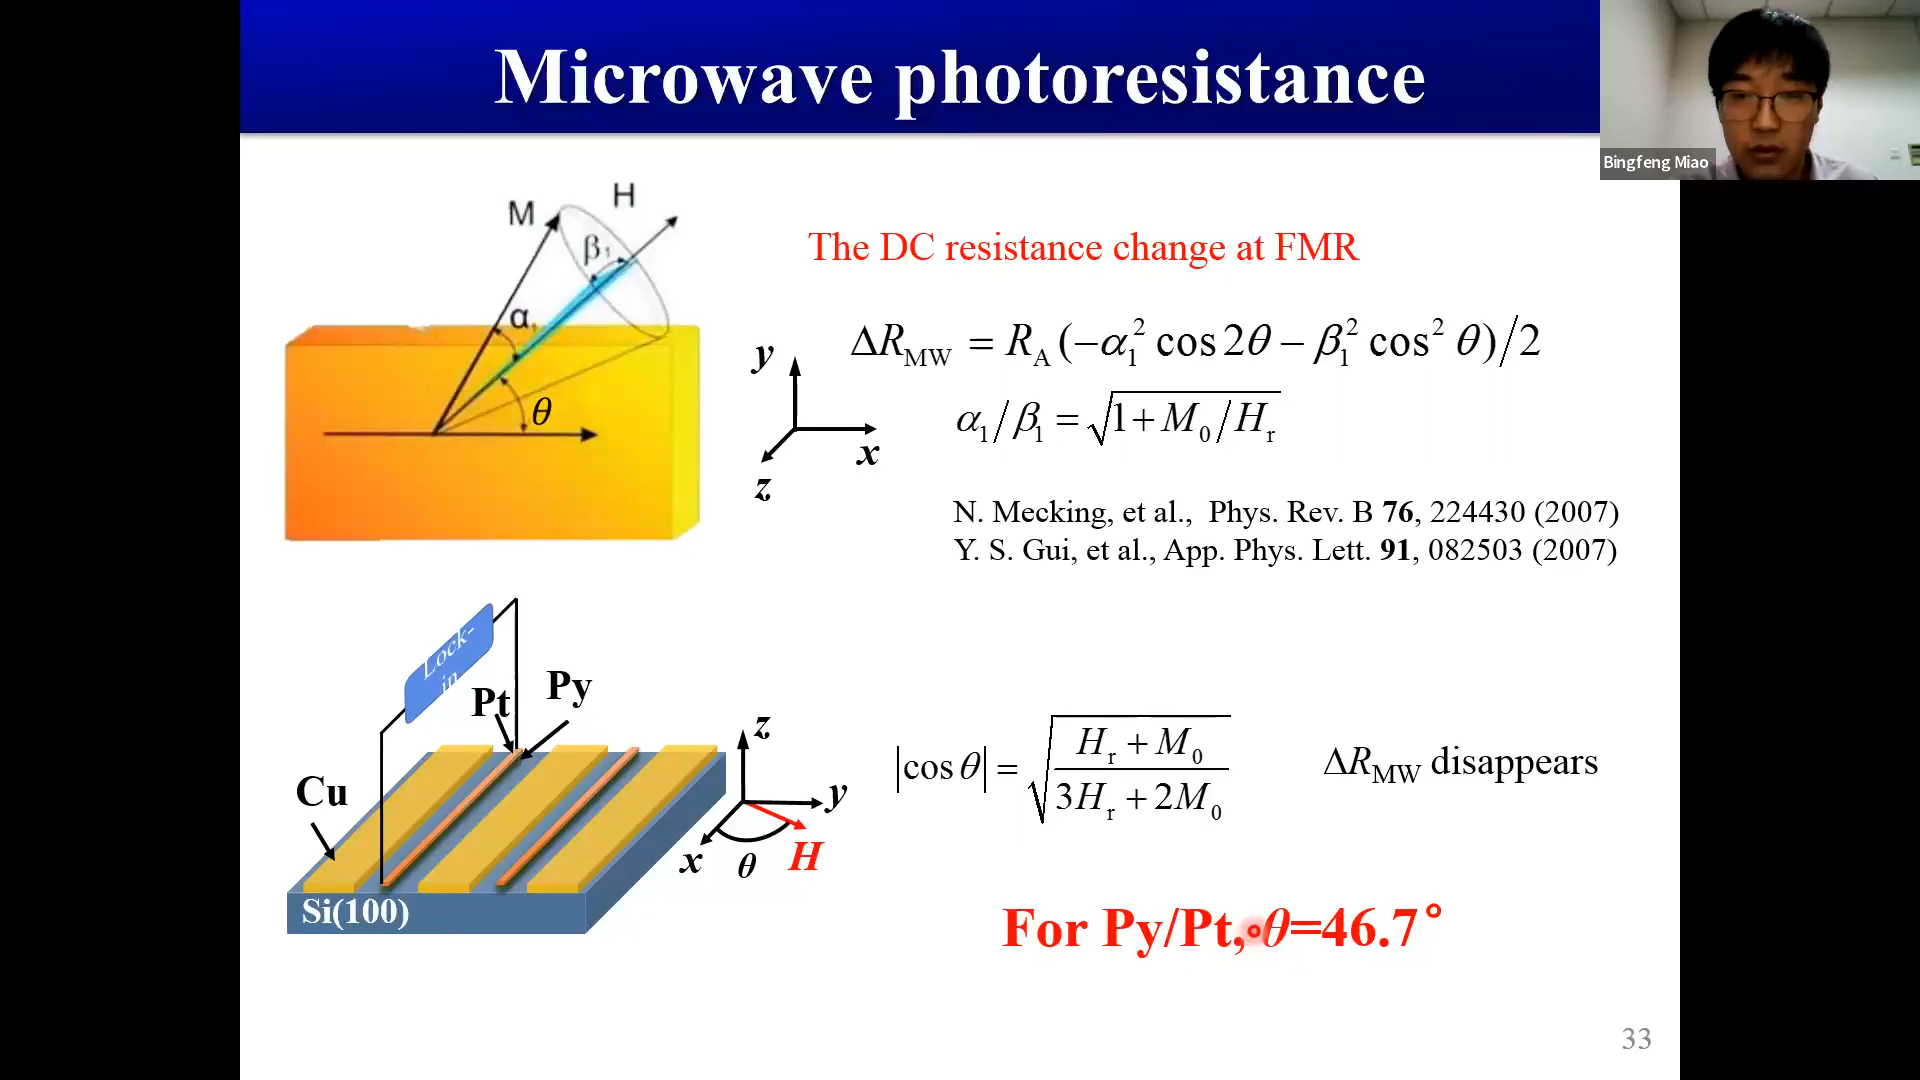 Microwave photoresistance
Bingfeng Miao
M
H
β₁
α₁
θ
y
x
z
The DC resistance change at FMR
ΔR_MW = R_A(−α₁² cos 2θ − β₁² cos² θ)/2
α₁/β₁ = √(1 + M₀/H_r)
N. Mecking, et al., Phys. Rev. B 76, 224430 (2007)
Y. S. Gui, et al., App. Phys. Lett. 91, 082503 (2007)
Lock-
in
Pt
Py
Cu
Si(100)
z
y
x
θ
H
|cos θ| = √((H_r + M₀)/(3H_r + 2M₀))
ΔR_MW disappears
For Py/Pt, θ=46.7°
33